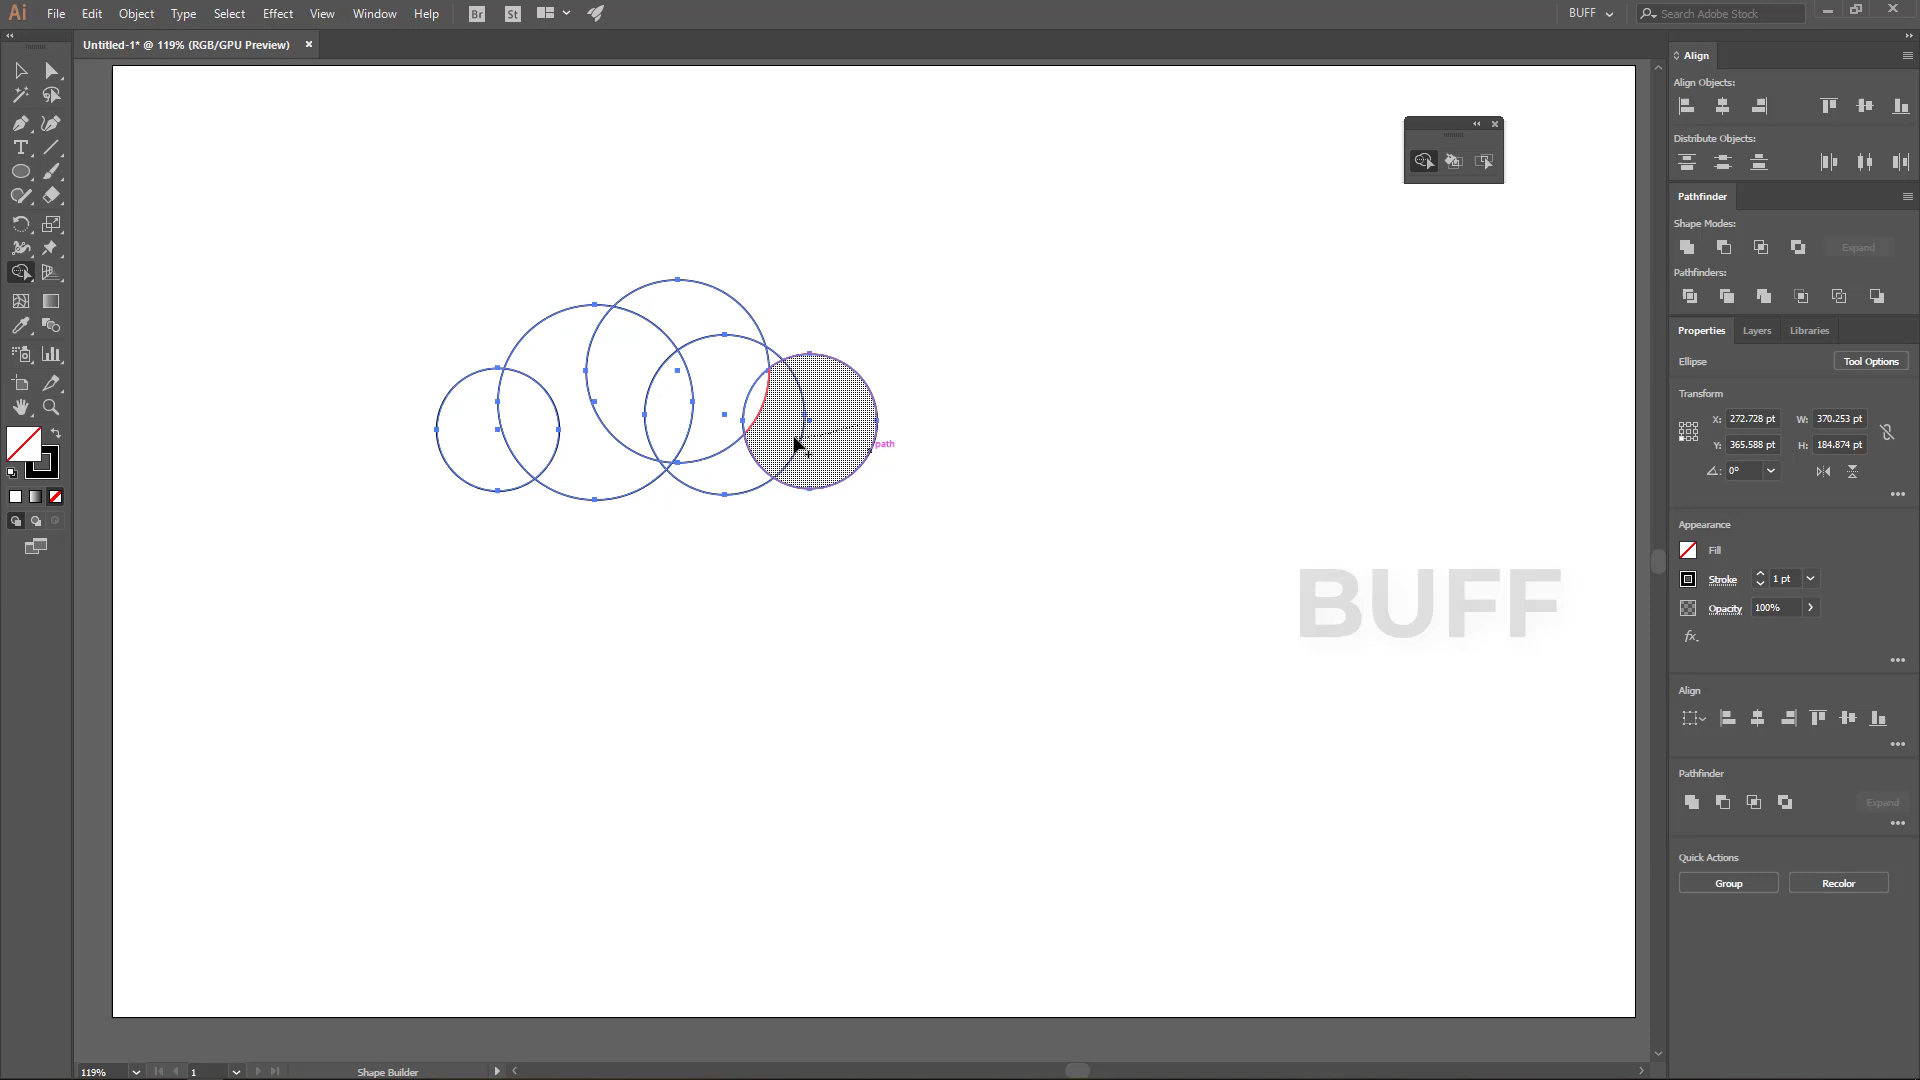 Ai File Edit Object Type Select Effect View Window Help Br St BUFF Search Adobe Stock
Untitled-1* @ 119% (RGB/GPU Preview)
Align
Align Objects:
Distribute Objects:
Pathfinder
Shape Modes:
Expand
Pathfinders:
Properties Layers Libraries
Ellipse Tool Options
Transform
X: 272.728 pt W: 370.253 pt
Y: 365.588 pt H: 184.874 pt
0°
path
Appearance
Fill
Stroke 1 pt
Opacity 100%
fx.
BUFF
Align
Pathfinder
Expand
Quick Actions
Group Recolor
119% 1 Shape Builder